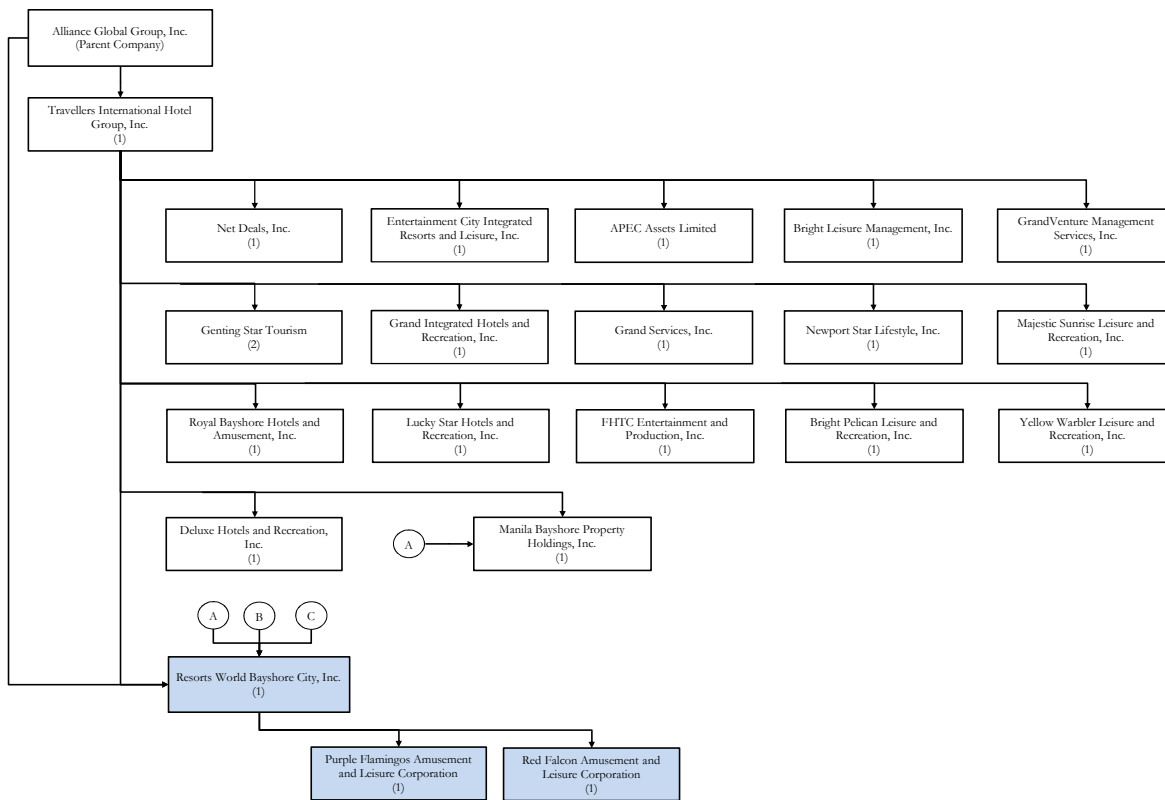 Alliance Global Group, Inc.
(Parent Company)
Travellers International Hotel
Group, Inc.
(1)
Net Deals, Inc.
(1)
Entertainment City Integrated
Resorts and Leisure, Inc.
(1)
APEC Assets Limited
(1)
Bright Leisure Management, Inc.
(1)
GrandVenture Management
Services, Inc.
(1)
Genting Star Tourism
(2)
Grand Integrated Hotels and
Recreation, Inc.
(1)
Grand Services, Inc.
(1)
Newport Star Lifestyle, Inc.
(1)
Majestic Sunrise Leisure and
Recreation, Inc.
(1)
Royal Bayshore Hotels and
Amusement, Inc.
(1)
Lucky Star Hotels and
Recreation, Inc.
(1)
FHTC Entertainment and
Production, Inc.
(1)
Bright Pelican Leisure and
Recreation, Inc.
(1)
Yellow Warbler Leisure and
Recreation, Inc.
(1)
Deluxe Hotels and Recreation,
Inc.
(1)
A
Manila Bayshore Property
Holdings, Inc.
(1)
A
B
C
Resorts World Bayshore City, Inc.
(1)
Purple Flamingos Amusement
and Leisure Corporation
(1)
Red Falcon Amusement and
Leisure Corporation
(1)